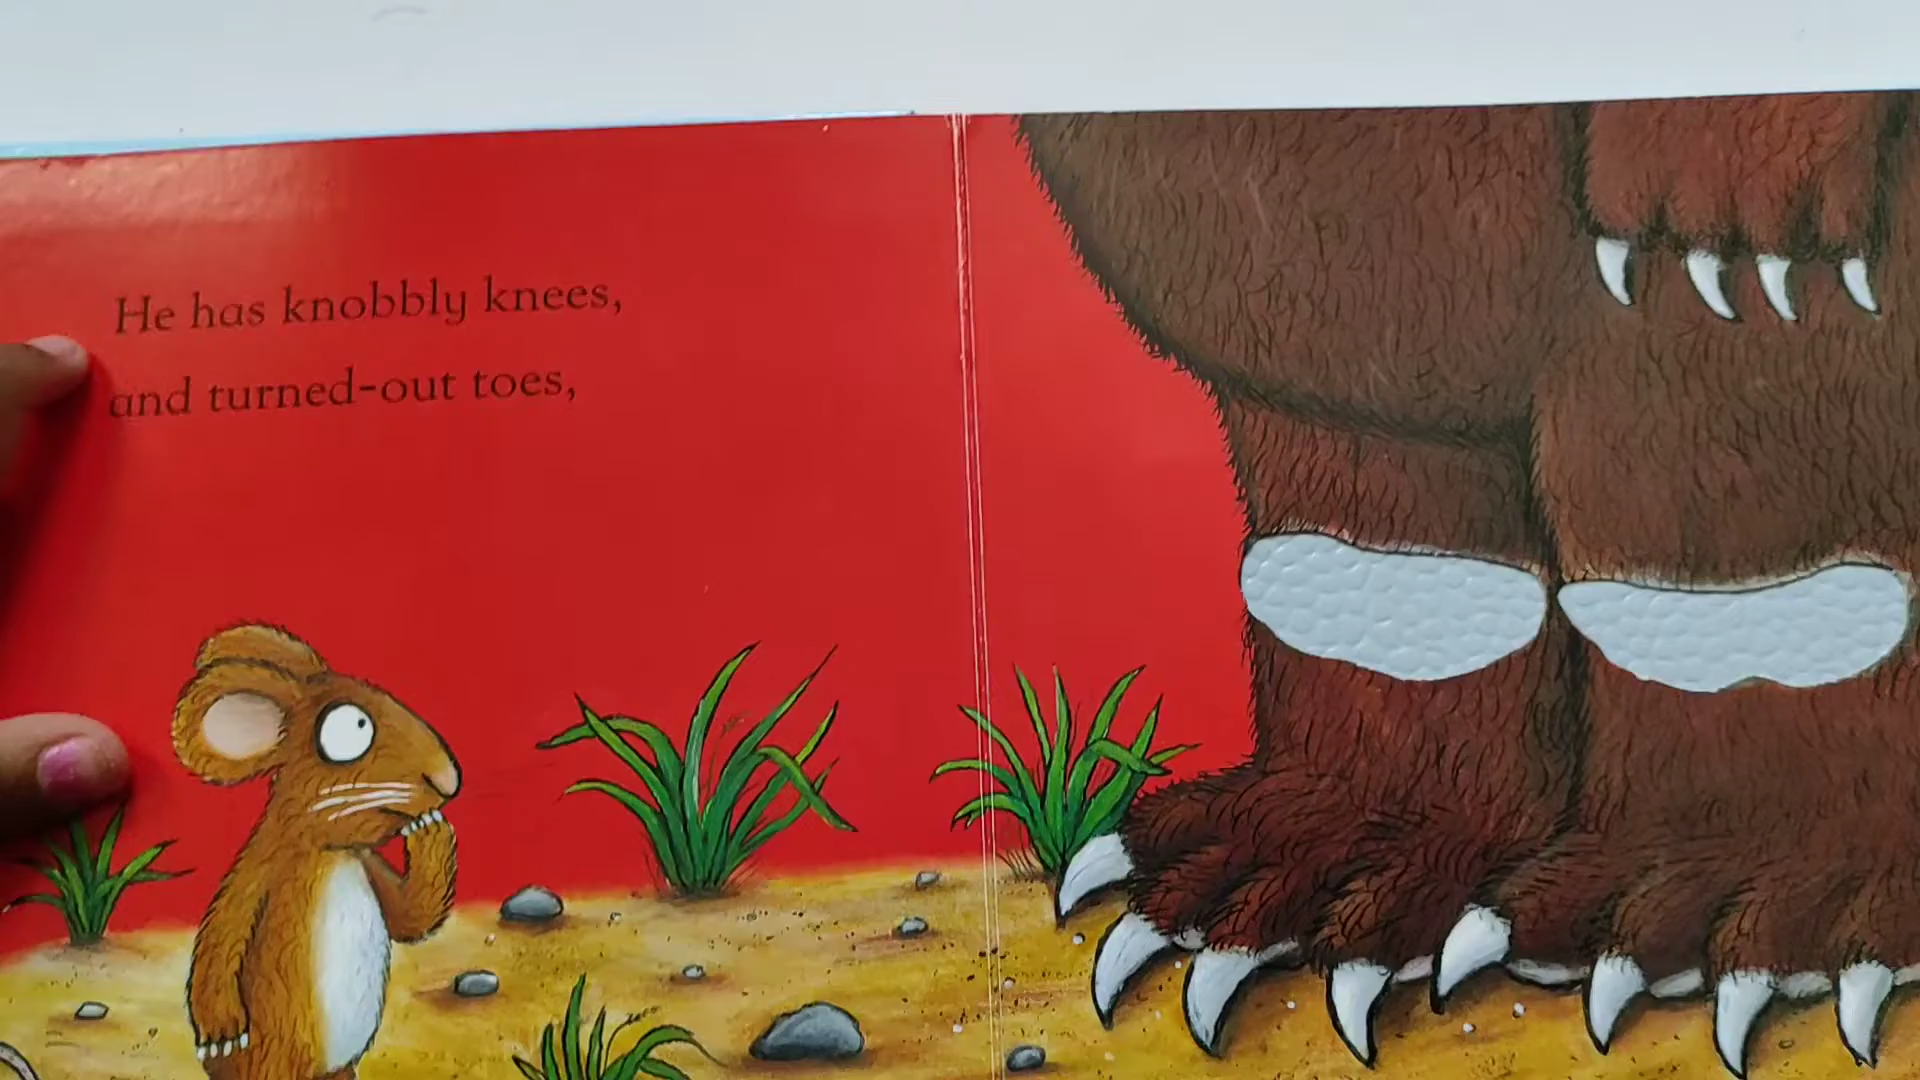 He has knobbly knees,
and turned-out toes,